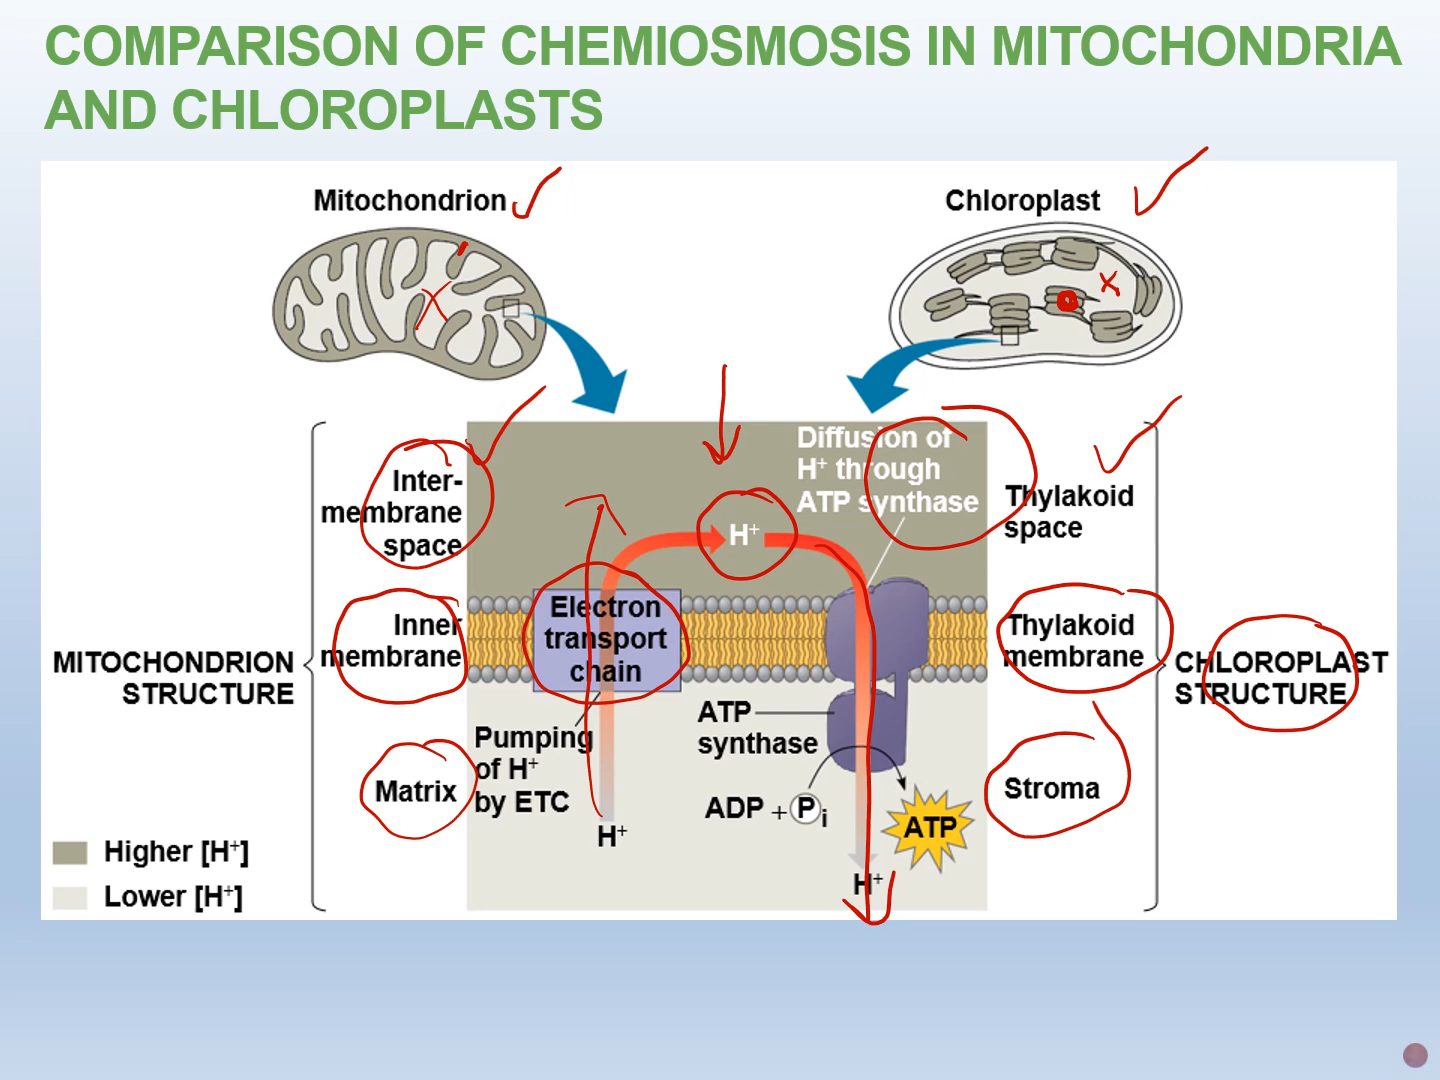 COMPARISON OF CHEMIOSMOSIS IN MITOCHONDRIA
AND CHLOROPLASTS
Mitochondrion
Chloroplast
Inter-
membrane
space
Inner
membrane
Matrix
MITOCHONDRION
STRUCTURE
Higher [H⁺]
Lower [H⁺]
Diffusion of
H⁺ through
ATP synthase
H⁺
Electron
transport
chain
Pumping
of H⁺
by ETC
H⁺
ATP
synthase
ADP + Pᵢ
ATP
H⁺
Thylakoid
space
Thylakoid
membrane
Stroma
CHLOROPLAST
STRUCTURE